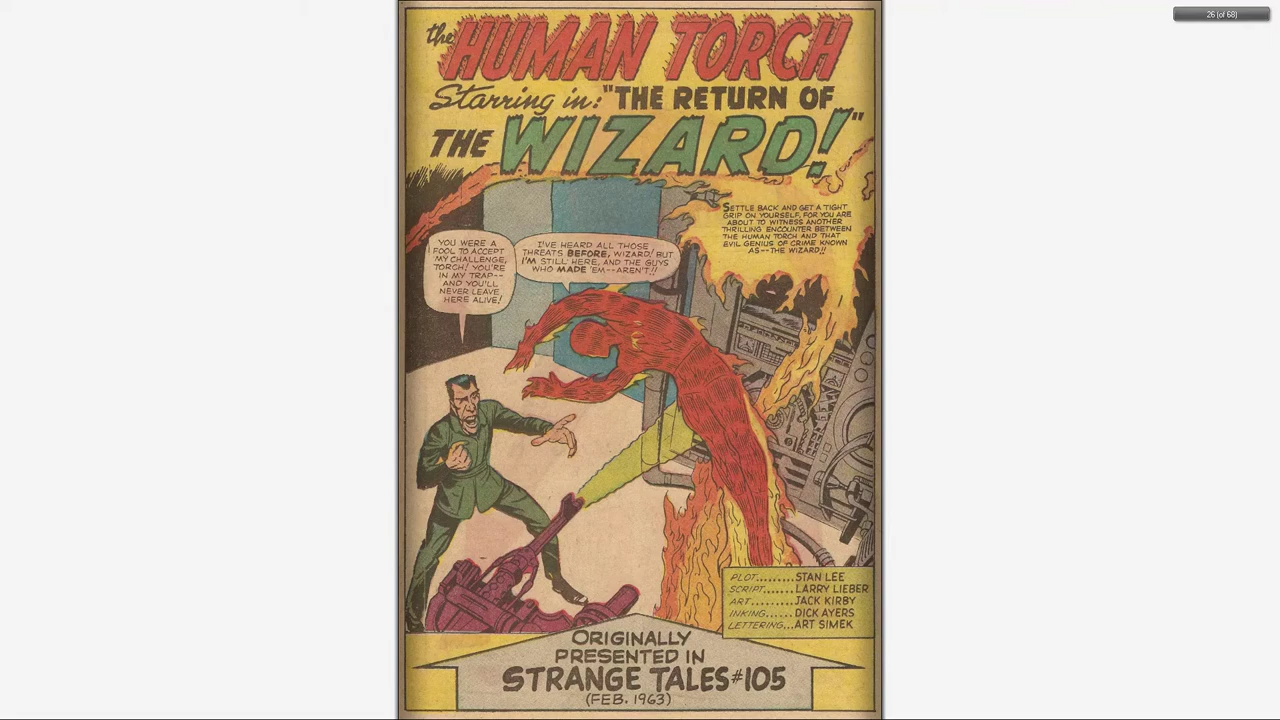 26 (of 68)
the HUMAN TORCH
Starring in: "THE RETURN OF
THE WIZARD!"
SETTLE BACK AND GET A TIGHT
GRIP ON YOURSELF, FOR YOU ARE
ABOUT TO WITNESS ANOTHER
THRILLING ENCOUNTER BETWEEN
THE HUMAN TORCH AND THAT
EVIL GENIUS OF CRIME KNOWN
AS--THE WIZARD!!
YOU WERE A
FOOL TO ACCEPT
MY CHALLENGE,
TORCH! YOU'RE
IN MY TRAP--
AND YOU'LL
NEVER LEAVE
HERE ALIVE!
I'VE HEARD ALL THOSE
THREATS BEFORE, WIZARD! BUT
I'M STILL HERE, AND THE GUYS
WHO MADE 'EM--AREN'T!!
PLOT.........STAN LEE
SCRIPT.......LARRY LIEBER
ART..........JACK KIRBY
INKING......DICK AYERS
LETTERING...ART SIMEK
ORIGINALLY
PRESENTED IN
STRANGE TALES #105
(FEB. 1963)